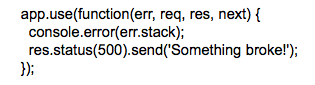 app.use(function(err, req, res, next) {
  console.error(err.stack);
  res.status(500).send('Something broke!');
});